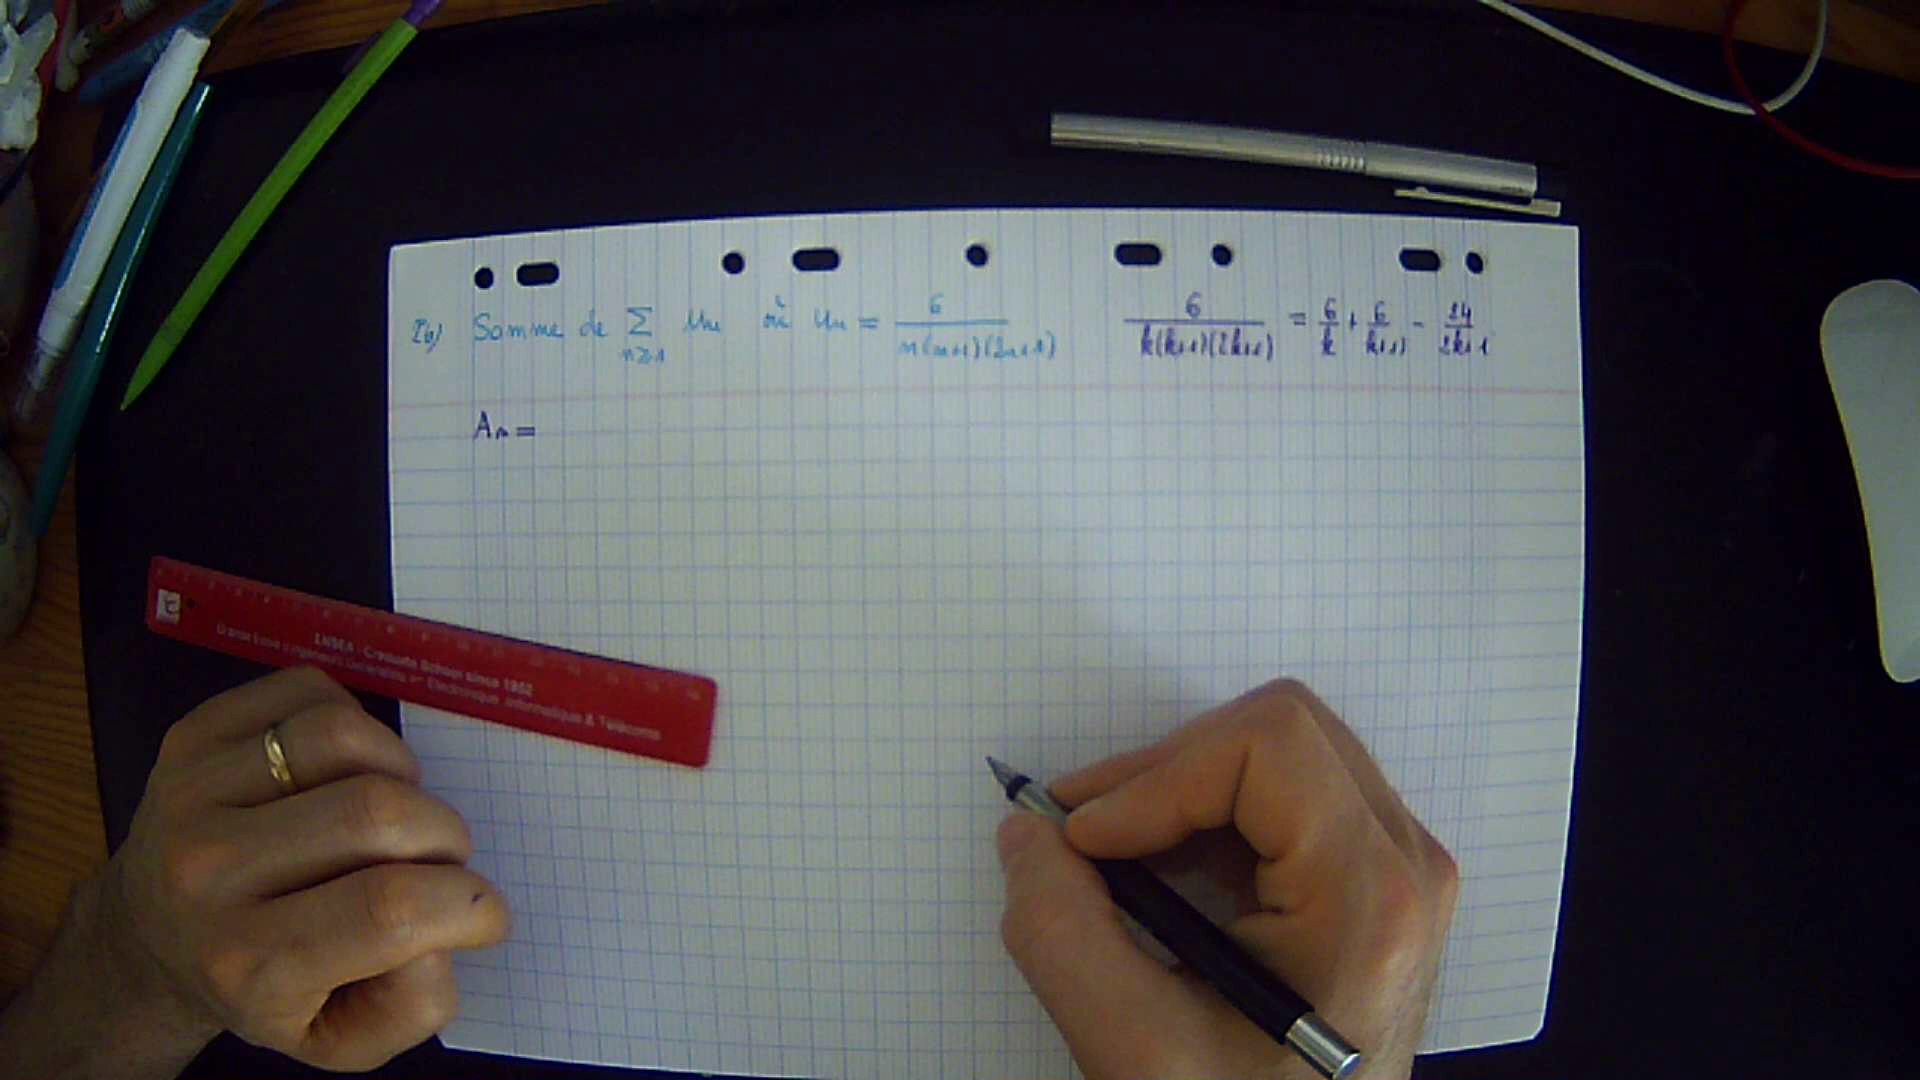 2b) Somme de ∑ Un où Un = 6 / n(n+1)(2n+1)    6 / k(k+1)(2k+1) = 6/k + 6/k+1 - 24/2k+1
n≥1
An =
ENSEA - Graduate School since 1952